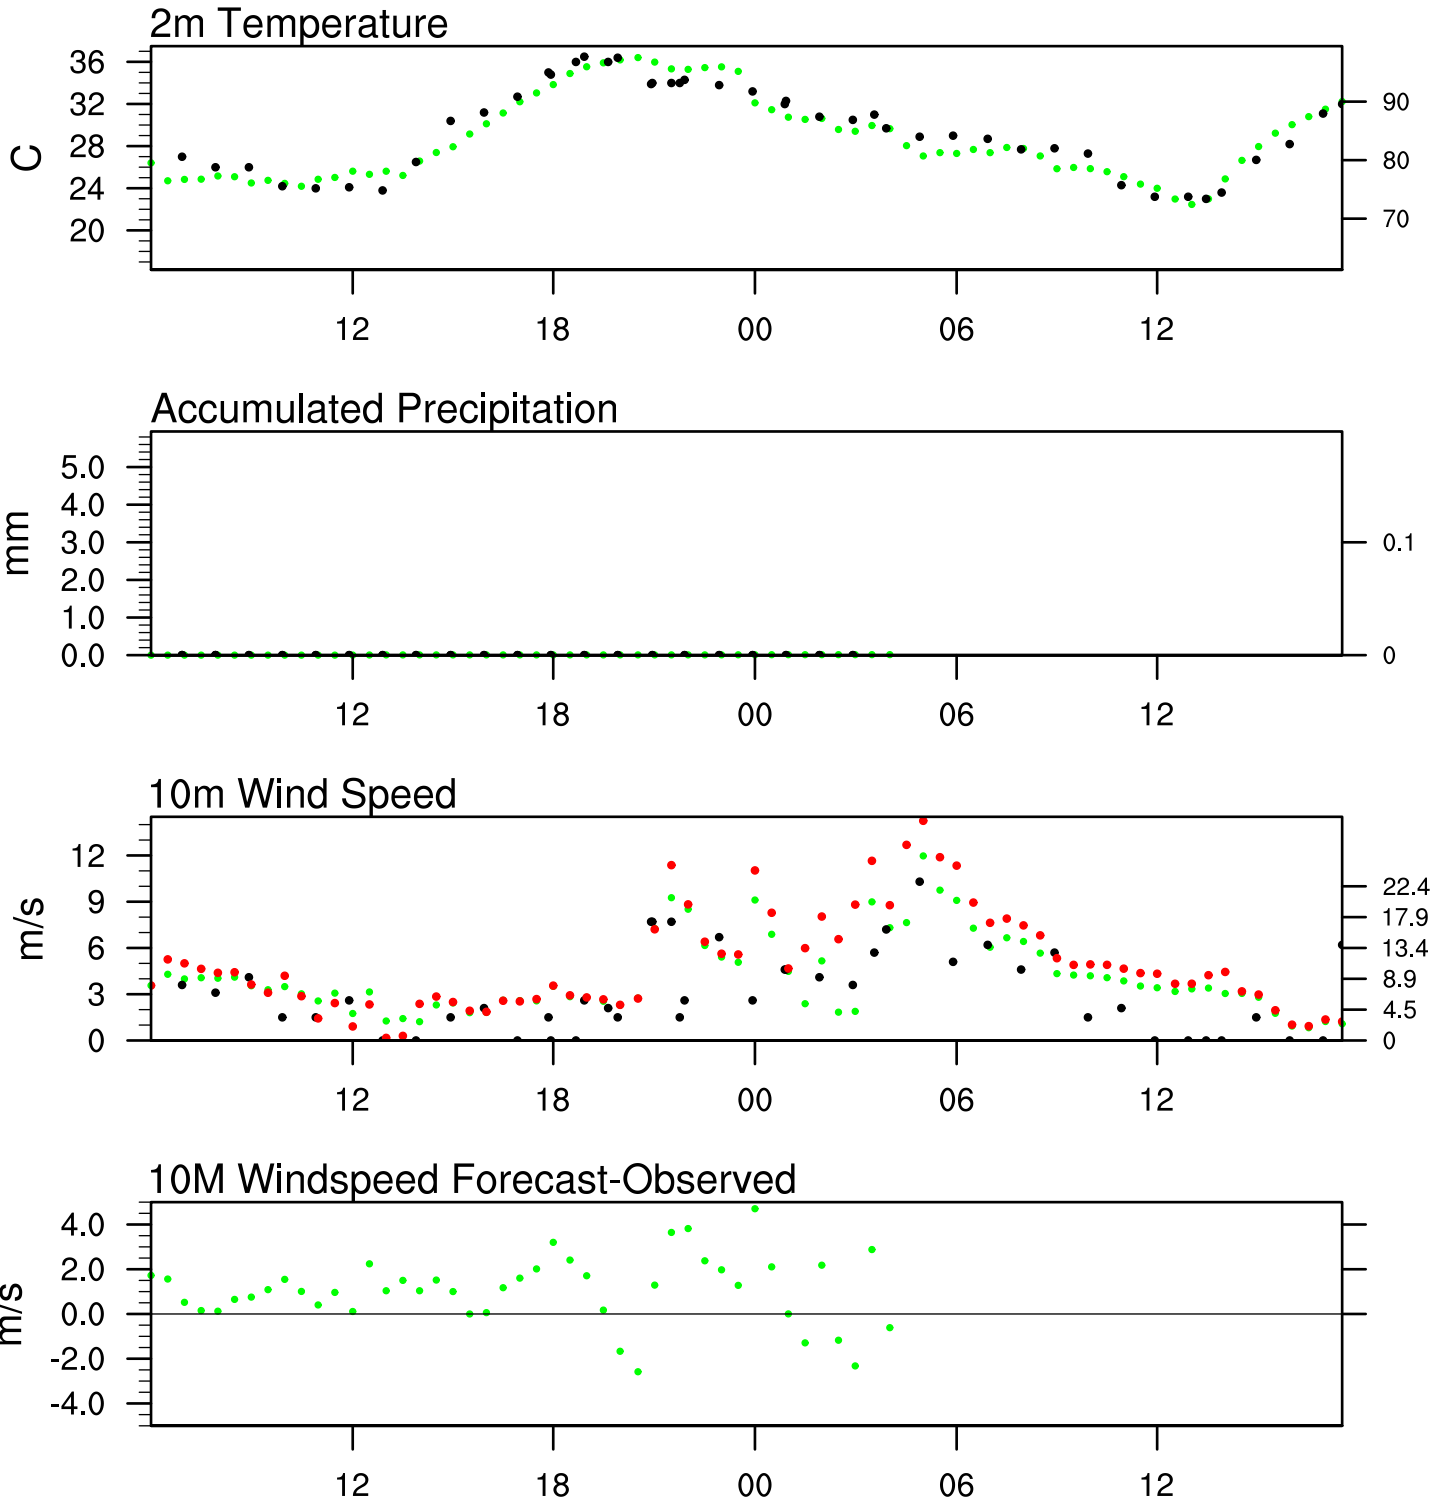 2m Temperature
36
32
28
24
20
C
90
80
70
12 18 00 06 12
Accumulated Precipitation
5.0
4.0
3.0
2.0
1.0
0.0
mm
0.1
0
12 18 00 06 12
10m Wind Speed
12
9
6
3
0
m/s
22.4
17.9
13.4
8.9
4.5
0
12 18 00 06 12
10M Windspeed Forecast-Observed
4.0
2.0
0.0
-2.0
-4.0
m/s
12 18 00 06 12